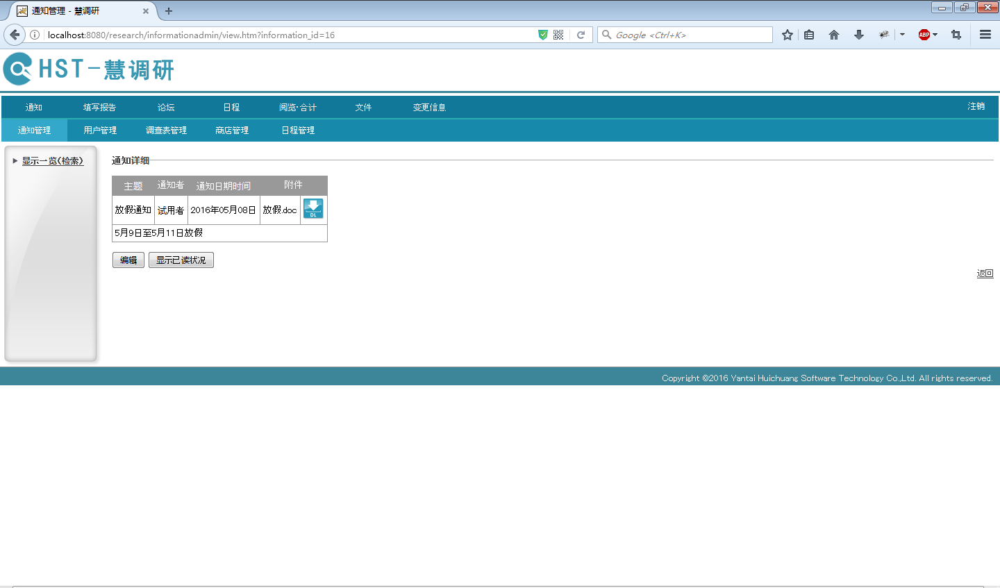 通知管理 - 慧调研
localhost:8080/research/informationadmin/view.htm?information_id=16
Google <Ctrl+K>
ABP
HST-慧调研
通知 填写报告 论坛 日程 阅览·合计 文件 变更信息 注销
通知管理 用户管理 调查表管理 商店管理 日程管理
显示一览(检索)
通知详细
主题 通知者 通知日期时间 附件
放假通知 试用者 2016年05月08日 放假.doc DL
5月9日至5月11日放假
编辑 显示已读状况
返回
Copyright ©2016 Yantai Huichuang Software Technology Co.,Ltd. All rights reserved.